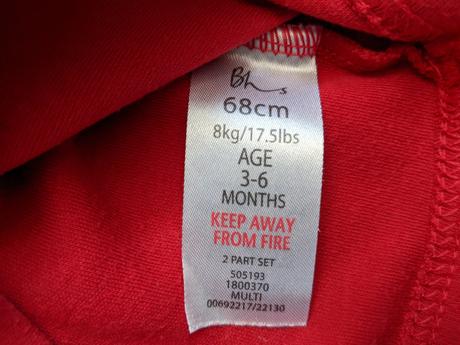 Bhs
68cm
8kg/17.5lbs
AGE
3-6
MONTHS
KEEP AWAY
FROM FIRE
2 PART SET
505193
1800370
MULTI
00692217/22130